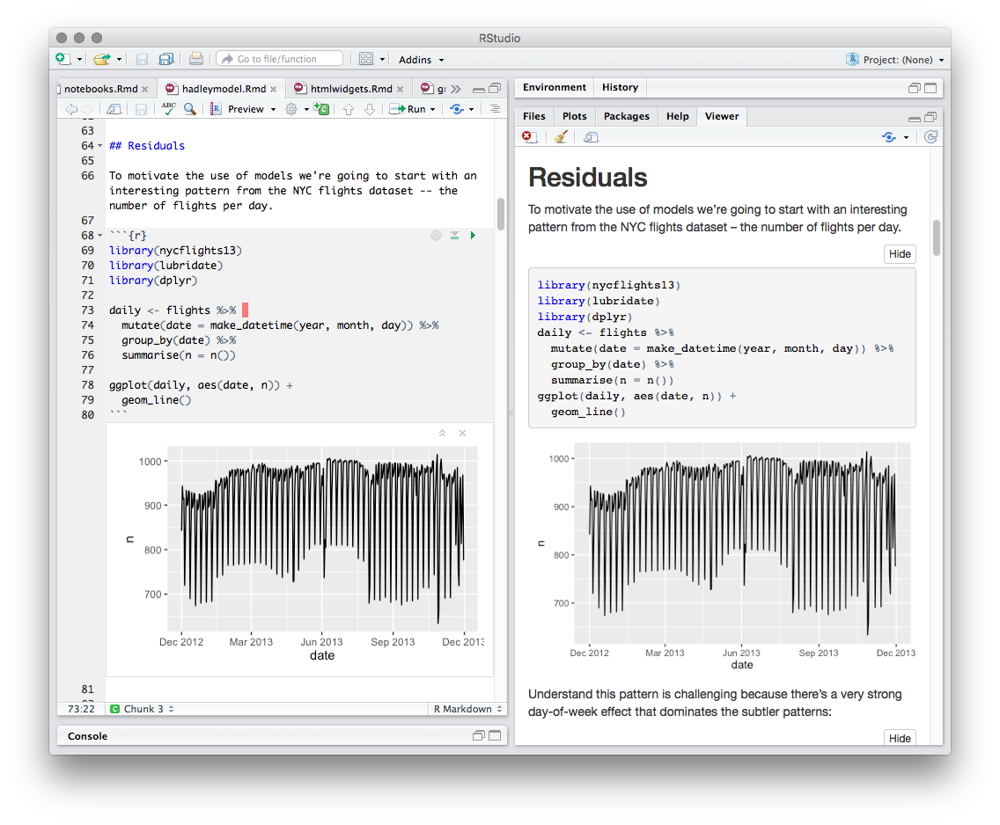 RStudio
Go to file/function
Addins
Project: (None)
notebooks.Rmd
hadleymodel.Rmd
htmlwidgets.Rmd
gr
ABC
Preview
Run
63
64 ## Residuals
65
66 To motivate the use of models we're going to start with an
interesting pattern from the NYC flights dataset -- the
number of flights per day.
67
68 ```{r}
69 library(nycflights13)
70 library(lubridate)
71 library(dplyr)
72
73 daily <- flights %>%
74 mutate(date = make_datetime(year, month, day)) %>%
75 group_by(date) %>%
76 summarise(n = n())
77
78 ggplot(daily, aes(date, n)) +
79 geom_line()
80 ```
1000
900
800
700
n
Dec 2012 Mar 2013 Jun 2013 Sep 2013 Dec 2013
date
81
73:22 C Chunk 3 R Markdown
Console
Environment History
Files Plots Packages Help Viewer
Residuals
To motivate the use of models we’re going to start with an interesting
pattern from the NYC flights dataset – the number of flights per day.
Hide
library(nycflights13)
library(lubridate)
library(dplyr)
daily <- flights %>%
mutate(date = make_datetime(year, month, day)) %>%
group_by(date) %>%
summarise(n = n())
ggplot(daily, aes(date, n)) +
geom_line()
1000
900
800
700
n
Dec 2012 Mar 2013 Jun 2013 Sep 2013 Dec 2013
date
Understand this pattern is challenging because there’s a very strong
day-of-week effect that dominates the subtler patterns:
Hide